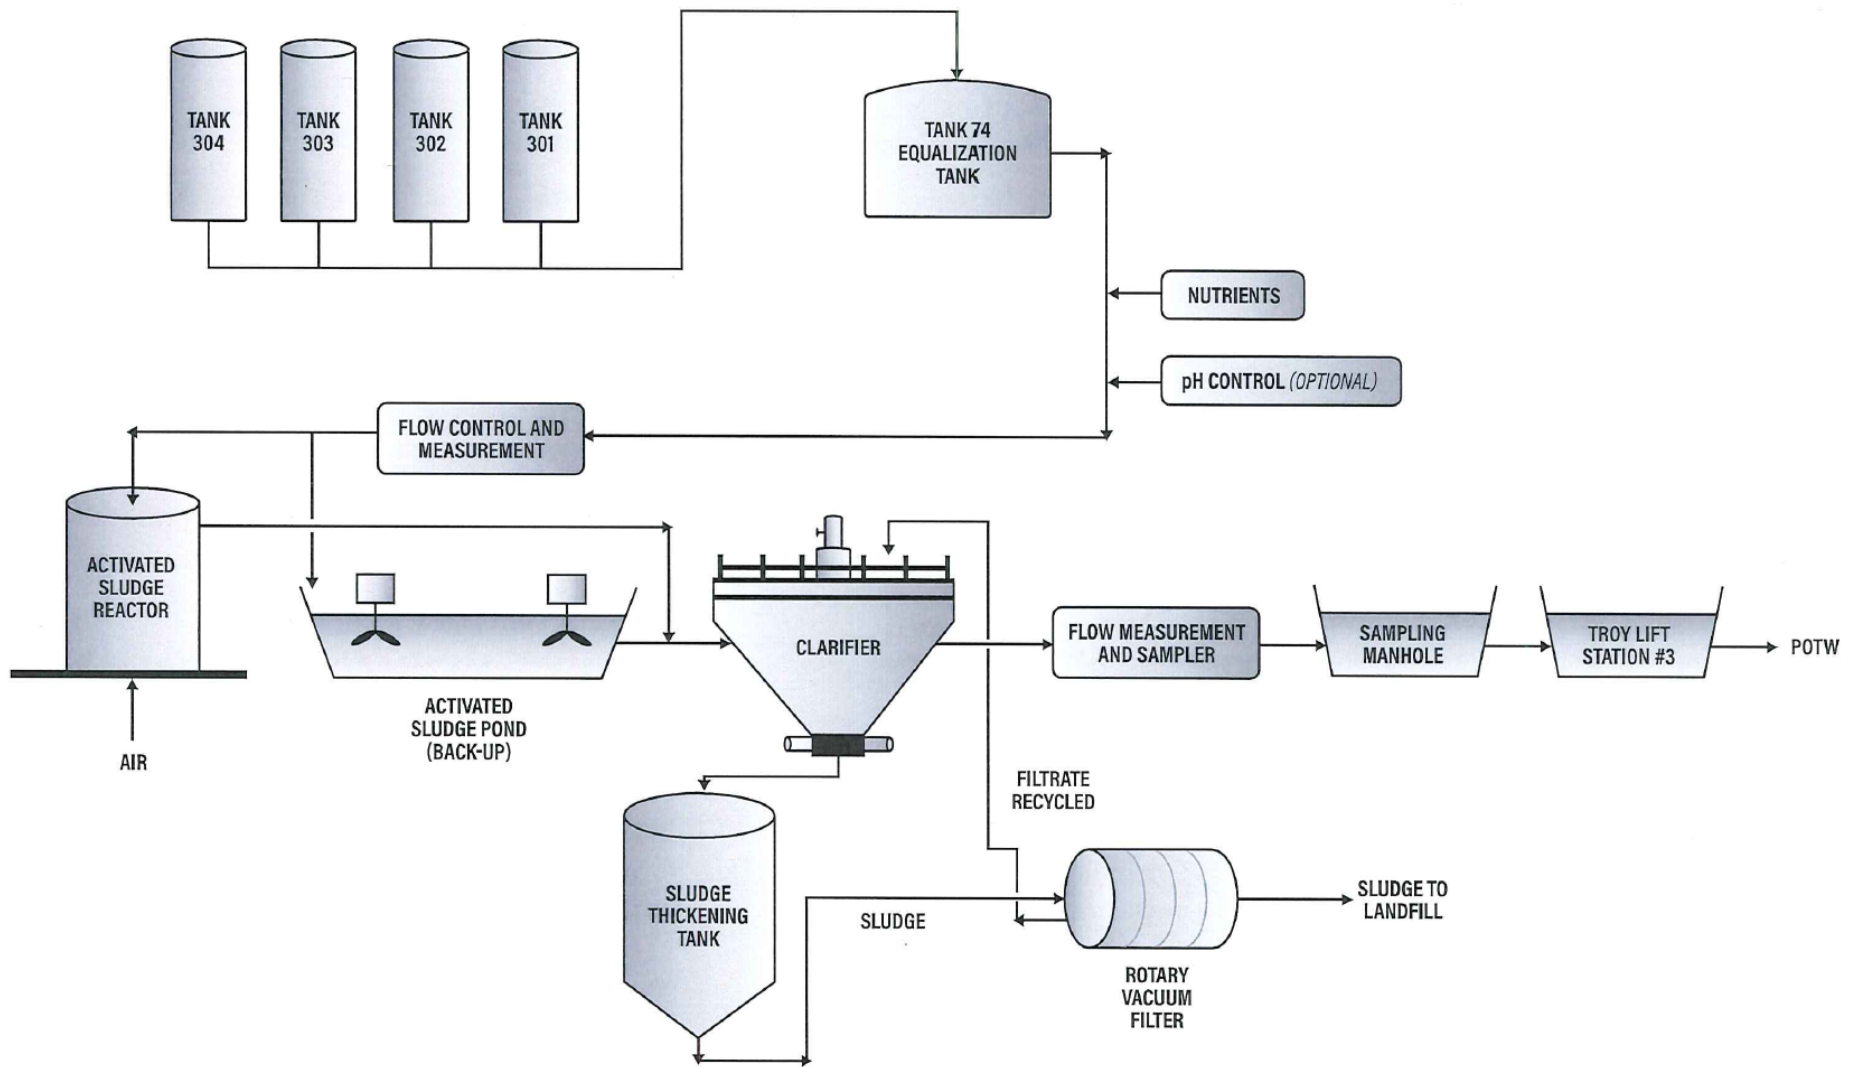 TANK
304
TANK
303
TANK
302
TANK
301
TANK 74
EQUALIZATION
TANK
NUTRIENTS
pH CONTROL (OPTIONAL)
FLOW CONTROL AND
MEASUREMENT
ACTIVATED
SLUDGE
REACTOR
AIR
ACTIVATED
SLUDGE POND
(BACK-UP)
CLARIFIER
FLOW MEASUREMENT
AND SAMPLER
SAMPLING
MANHOLE
TROY LIFT
STATION #3
POTW
FILTRATE
RECYCLED
SLUDGE
THICKENING
TANK
SLUDGE
ROTARY
VACUUM
FILTER
SLUDGE TO
LANDFILL